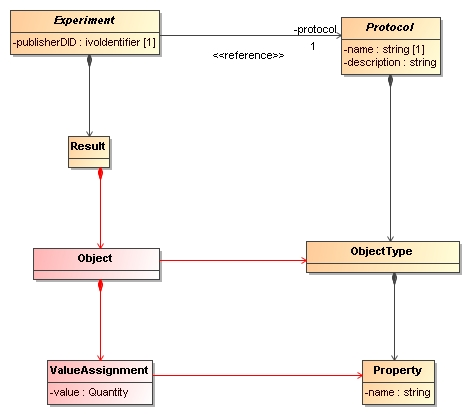 Experiment
-publisherDID : ivoIdentifier [1]
-protocol
1
<<reference>>
Protocol
-name : string [1]
-description : string
Result
Object
ObjectType
ValueAssignment
-value : Quantity
Property
-name : string